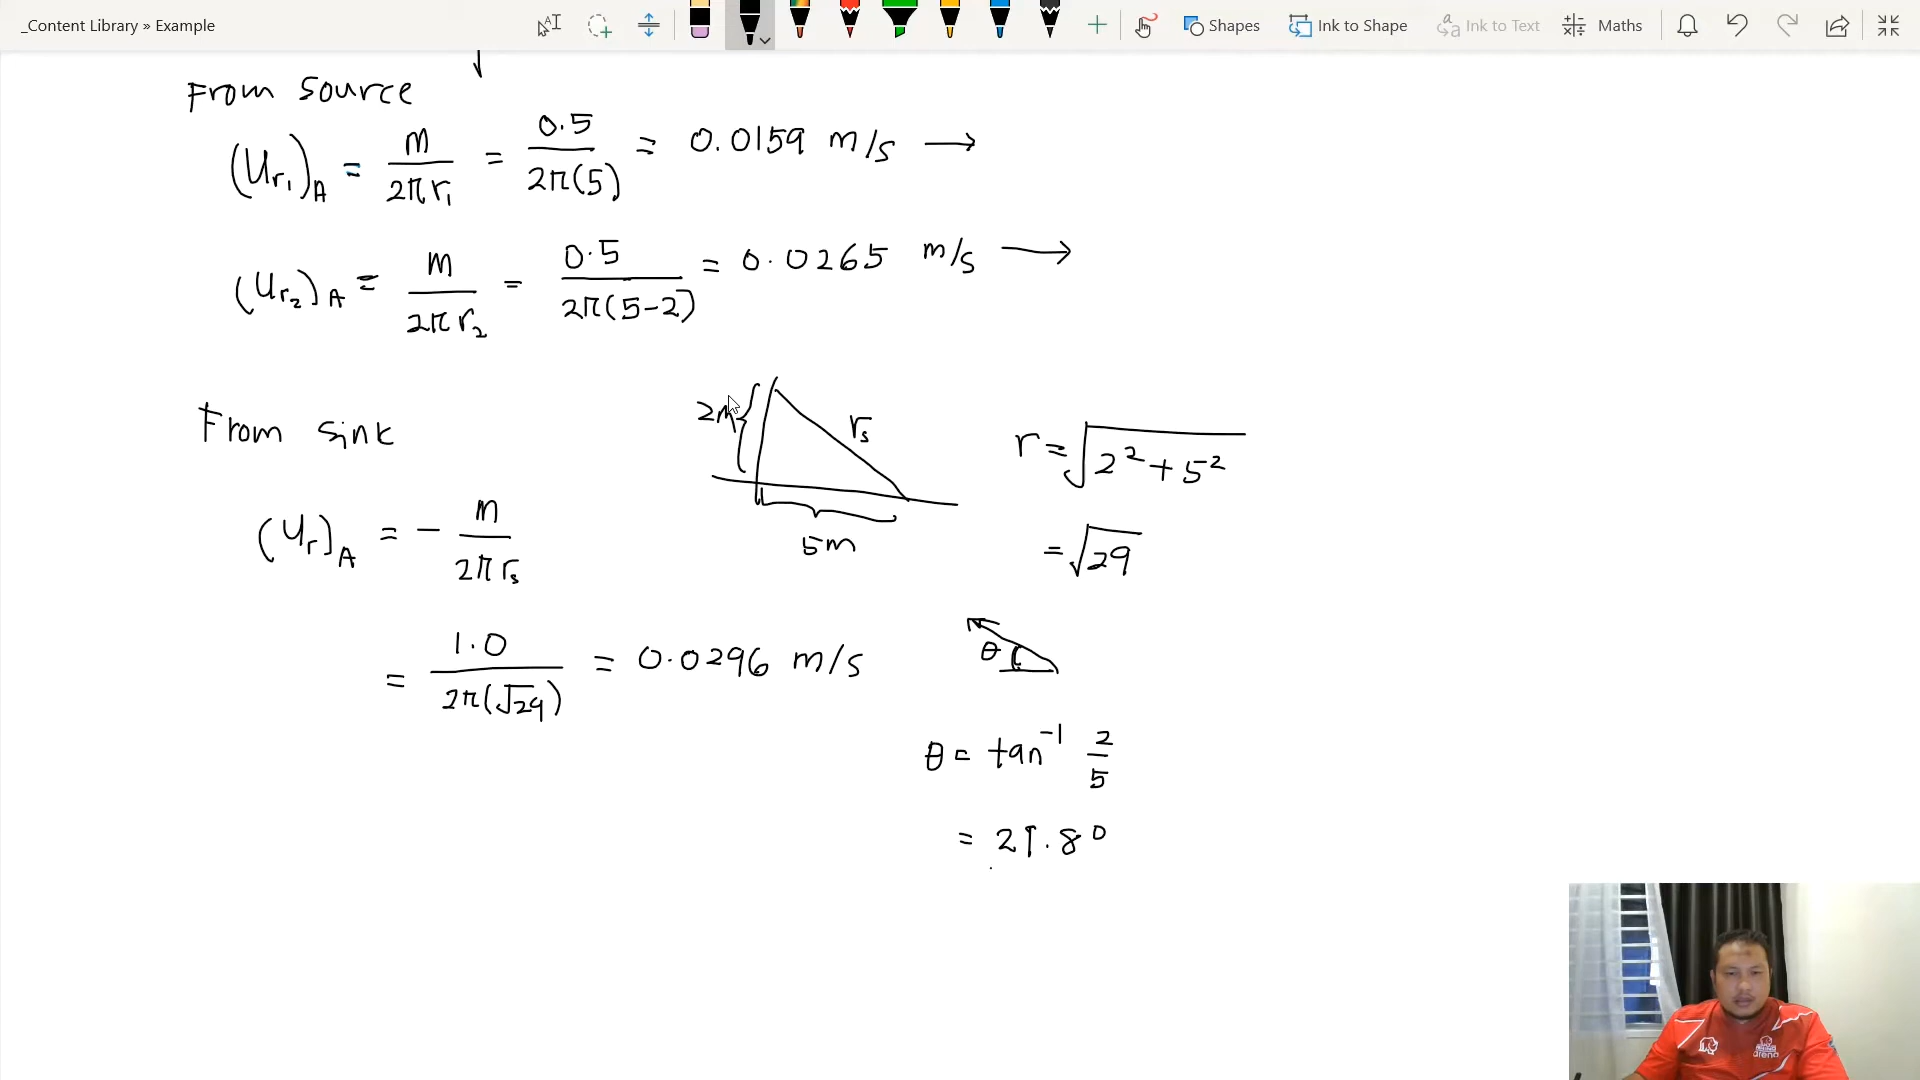 _Content Library » Example
Shapes
Ink to Shape
Ink to Text
Maths
From source
(Ur₁)A = m/2πr₁ = 0.5/2π(5) = 0.0159 m/s →
(Ur₂)A = m/2πr₂ = 0.5/2π(5-2) = 0.0265 m/s →
From sink
2m
rs
5m
r = √2²+5²
= √29
(Ur)A = - m/2πrs
= 1.0/2π(√29) = 0.0296 m/s
θ
θ = tan⁻¹ 2/5
= 21.8°
arena